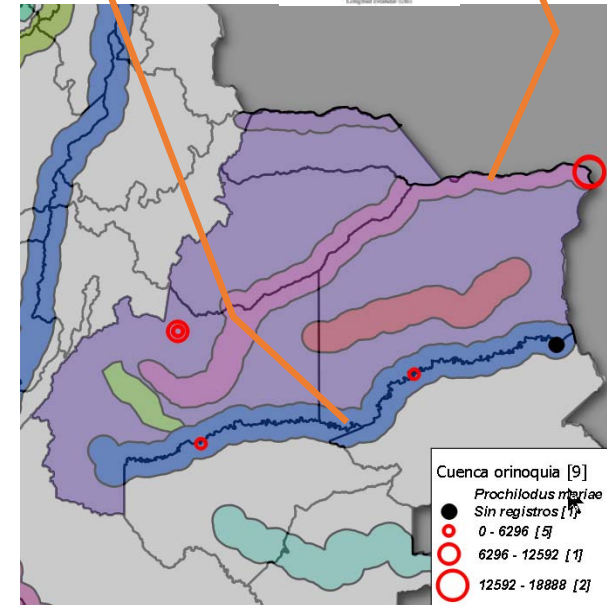 Cuenca orinoquia [9]
Prochilodus mariae
Sin registros [1]
0 - 6296 [5]
6296 - 12592 [1]
12592 - 18888 [2]